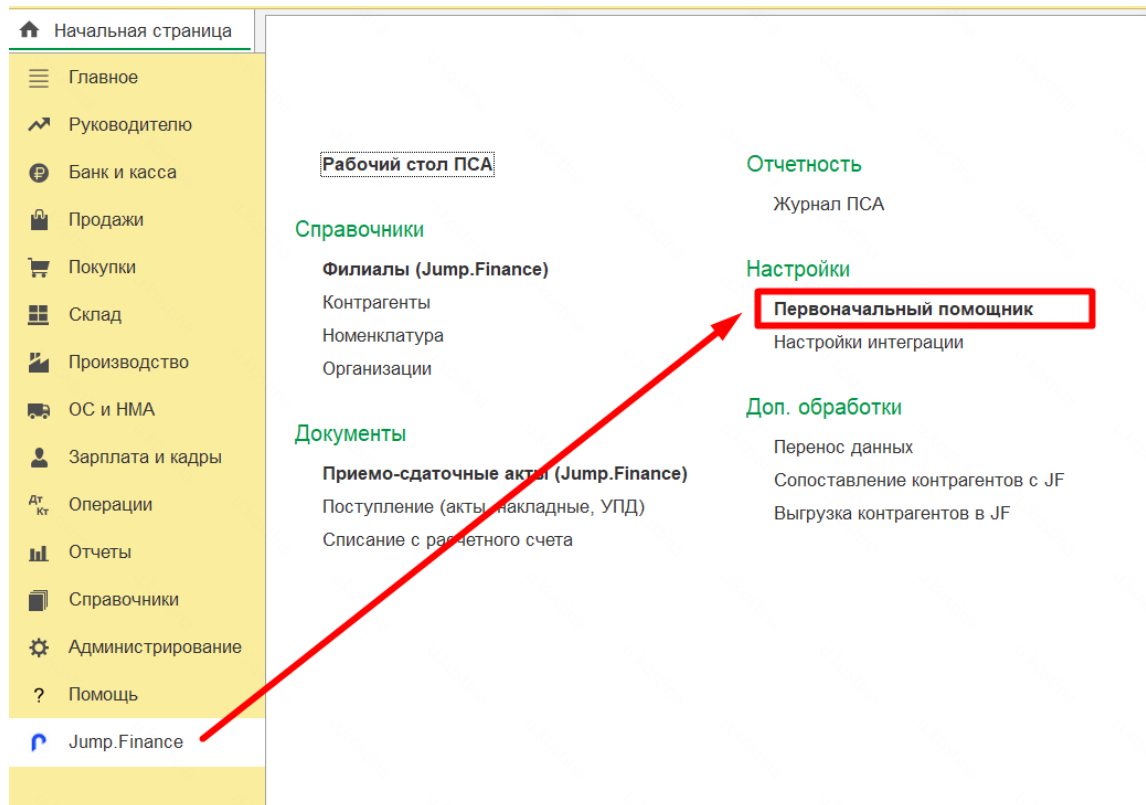 Начальная страница
Главное
Руководителю
Банк и касса
Продажи
Покупки
Склад
Производство
ОС и НМА
Зарплата и кадры
Дт Кт Операции
Отчеты
Справочники
Администрирование
? Помощь
Jump.Finance
Рабочий стол ПСА
Справочники
Филиалы (Jump.Finance)
Контрагенты
Номенклатура
Организации
Документы
Приемо-сдаточные акты (Jump.Finance)
Поступление (акты, накладные, УПД)
Списание с расчетного счета
Отчетность
Журнал ПСА
Настройки
Первоначальный помощник
Настройки интеграции
Доп. обработки
Перенос данных
Сопоставление контрагентов с JF
Выгрузка контрагентов в JF